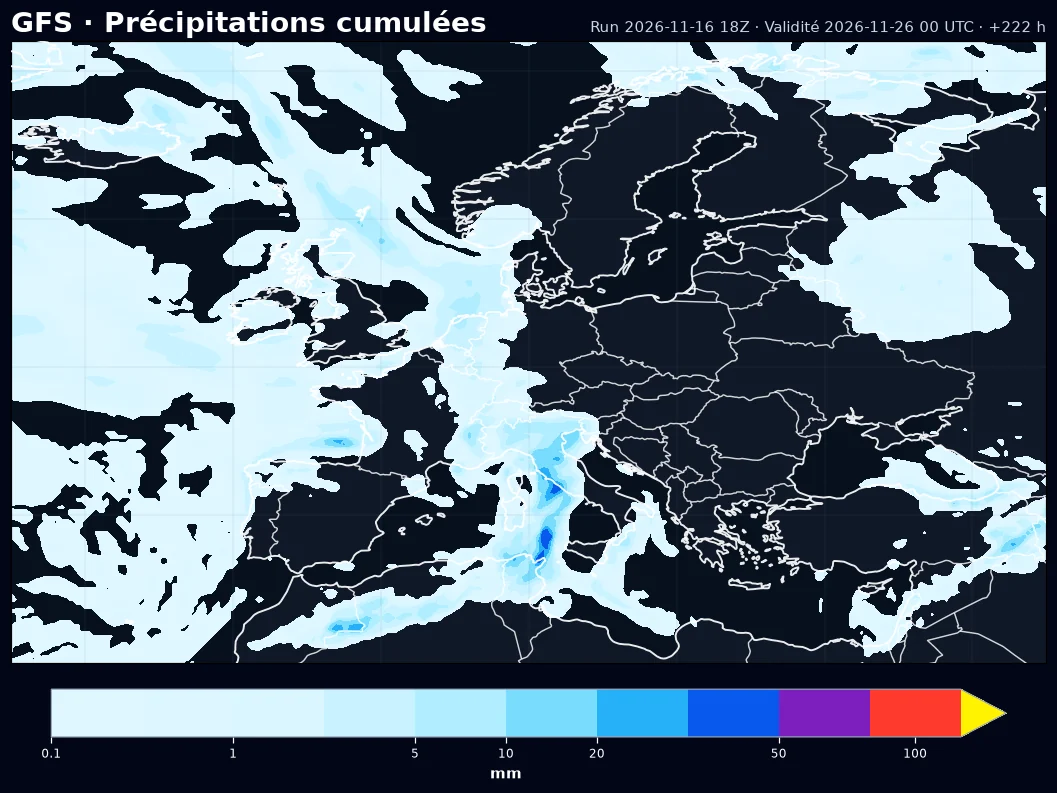 GFS · Précipitations cumulées
Run 2026-11-16 18Z · Validité 2026-11-26 00 UTC · +222 h
0.1 1 5 10 20 50 100
mm